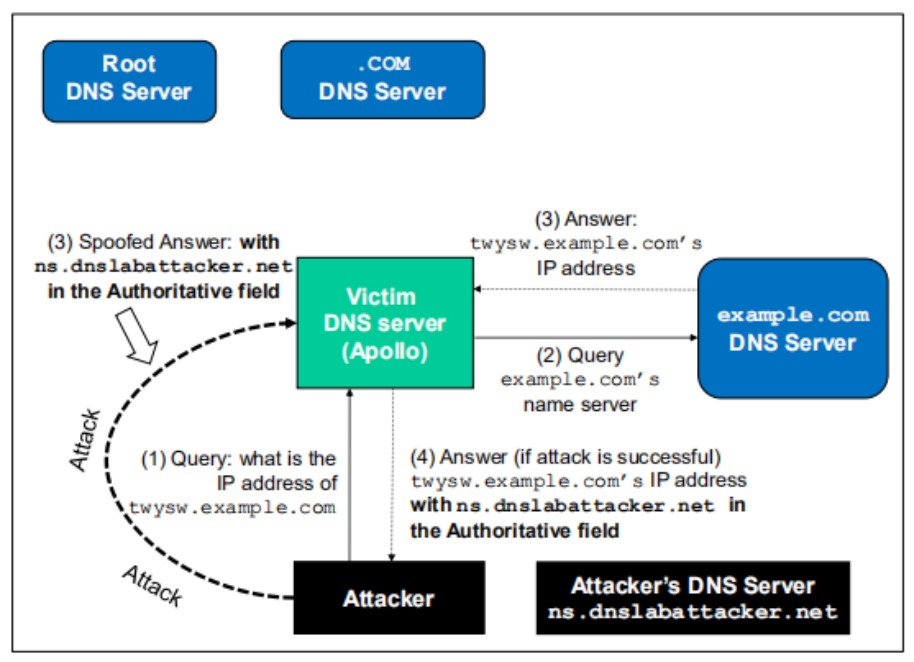 Root
DNS Server
.COM
DNS Server
(3) Spoofed Answer: with
ns.dnslabattacker.net
in the Authoritative field
(3) Answer:
twysw.example.com's
IP address
Victim
DNS server
(Apollo)
example.com
DNS Server
(2) Query
example.com's
name server
Attack
(1) Query: what is the
IP address of
twysw.example.com
(4) Answer (if attack is successful)
twysw.example.com's IP address
with ns.dnslabattacker.net in
the Authoritative field
Attack
Attacker
Attacker's DNS Server
ns.dnslabattacker.net